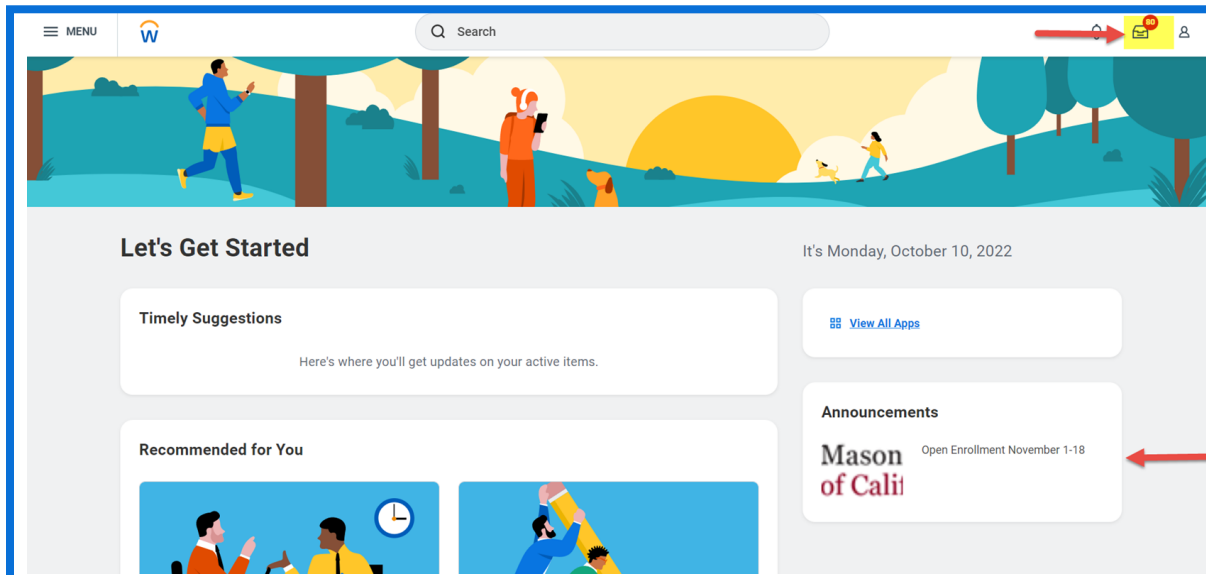 MENU
W
Search
80
Let's Get Started
It's Monday, October 10, 2022
Timely Suggestions
Here's where you'll get updates on your active items.
View All Apps
Recommended for You
Announcements
Mason
of Calif
Open Enrollment November 1-18